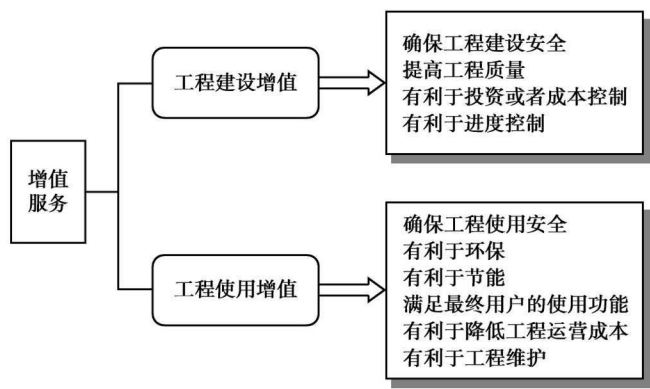 增值
服务
工程建设增值
确保工程建设安全
提高工程质量
有利于投资或者成本控制
有利于进度控制
工程使用增值
确保工程使用安全
有利于环保
有利于节能
满足最终用户的使用功能
有利于降低工程运营成本
有利于工程维护